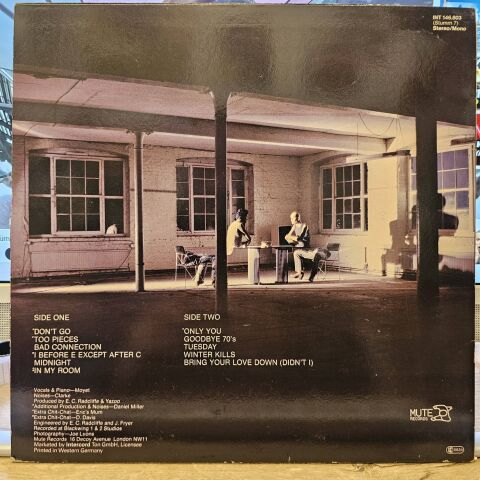 INT 146.803
(Stumm 7)
Stereo/Mono
SIDE ONE
*DON'T GO
*TOO PIECES
BAD CONNECTION
*I BEFORE E EXCEPT AFTER C
MIDNIGHT
*IN MY ROOM
SIDE TWO
*ONLY YOU
GOODBYE 70's
TUESDAY
WINTER KILLS
BRING YOUR LOVE DOWN (DIDN'T I)
Vocals & Piano—Moyet
Noises—Clarke
Produced by E. C. Radcliffe & Yazoo
*Additional Production & Noises—Daniel Miller
*Extra Chit-Chat—Eric's Mum
*Extra Chit-Chat—D. Davis
Engineered by E. C. Radcliffe and J. Fryer
Recorded at Blackwing 1 & 2 Studios
Photography—Joe Lyons
Mute Records 16 Decoy Avenue London NW11
Marketed by Intercord Ton GmbH, Licensee
Printed in Western Germany
MUTE
RECORDS